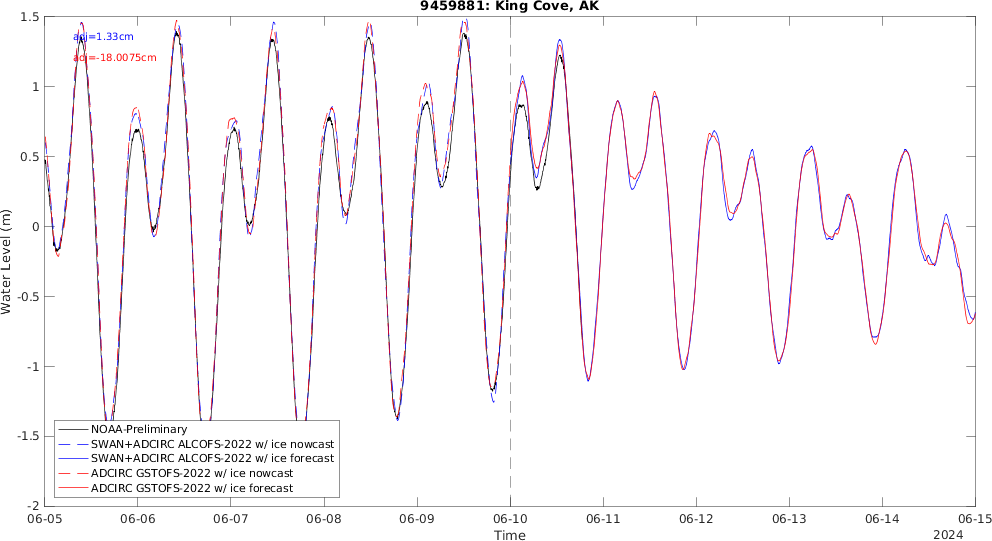 9459881: King Cove, AK
1.5
adj=1.33cm
adj=-18.0075cm
1
0.5
0
-0.5
-1
-1.5
-2
Water Level (m)
NOAA-Preliminary
SWAN+ADCIRC ALCOFS-2022 w/ ice nowcast
SWAN+ADCIRC ALCOFS-2022 w/ ice forecast
ADCIRC GSTOFS-2022 w/ ice nowcast
ADCIRC GSTOFS-2022 w/ ice forecast
06-05 06-06 06-07 06-08 06-09 06-10 06-11 06-12 06-13 06-14 06-15
Time
2024